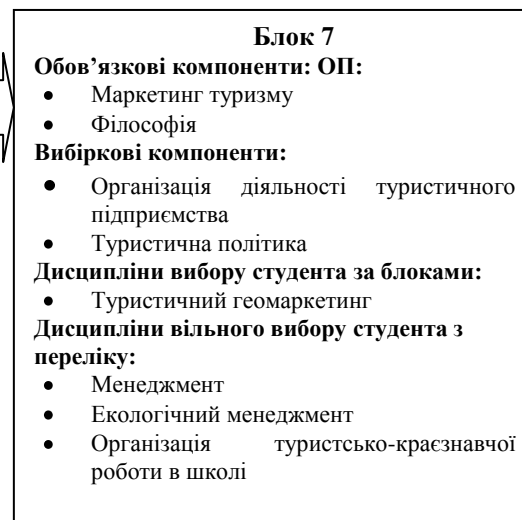 Блок 7
Обов’язкові компоненти: ОП:
• Маркетинг туризму
• Філософія
Вибіркові компоненти:
• Організація діяльності туристичного
підприємства
• Туристична політика
Дисципліни вибору студента за блоками:
• Туристичний геомаркетинг
Дисципліни вільного вибору студента з
переліку:
• Менеджмент
• Екологічний менеджмент
• Організація туристсько-краєзнавчої
роботи в школі